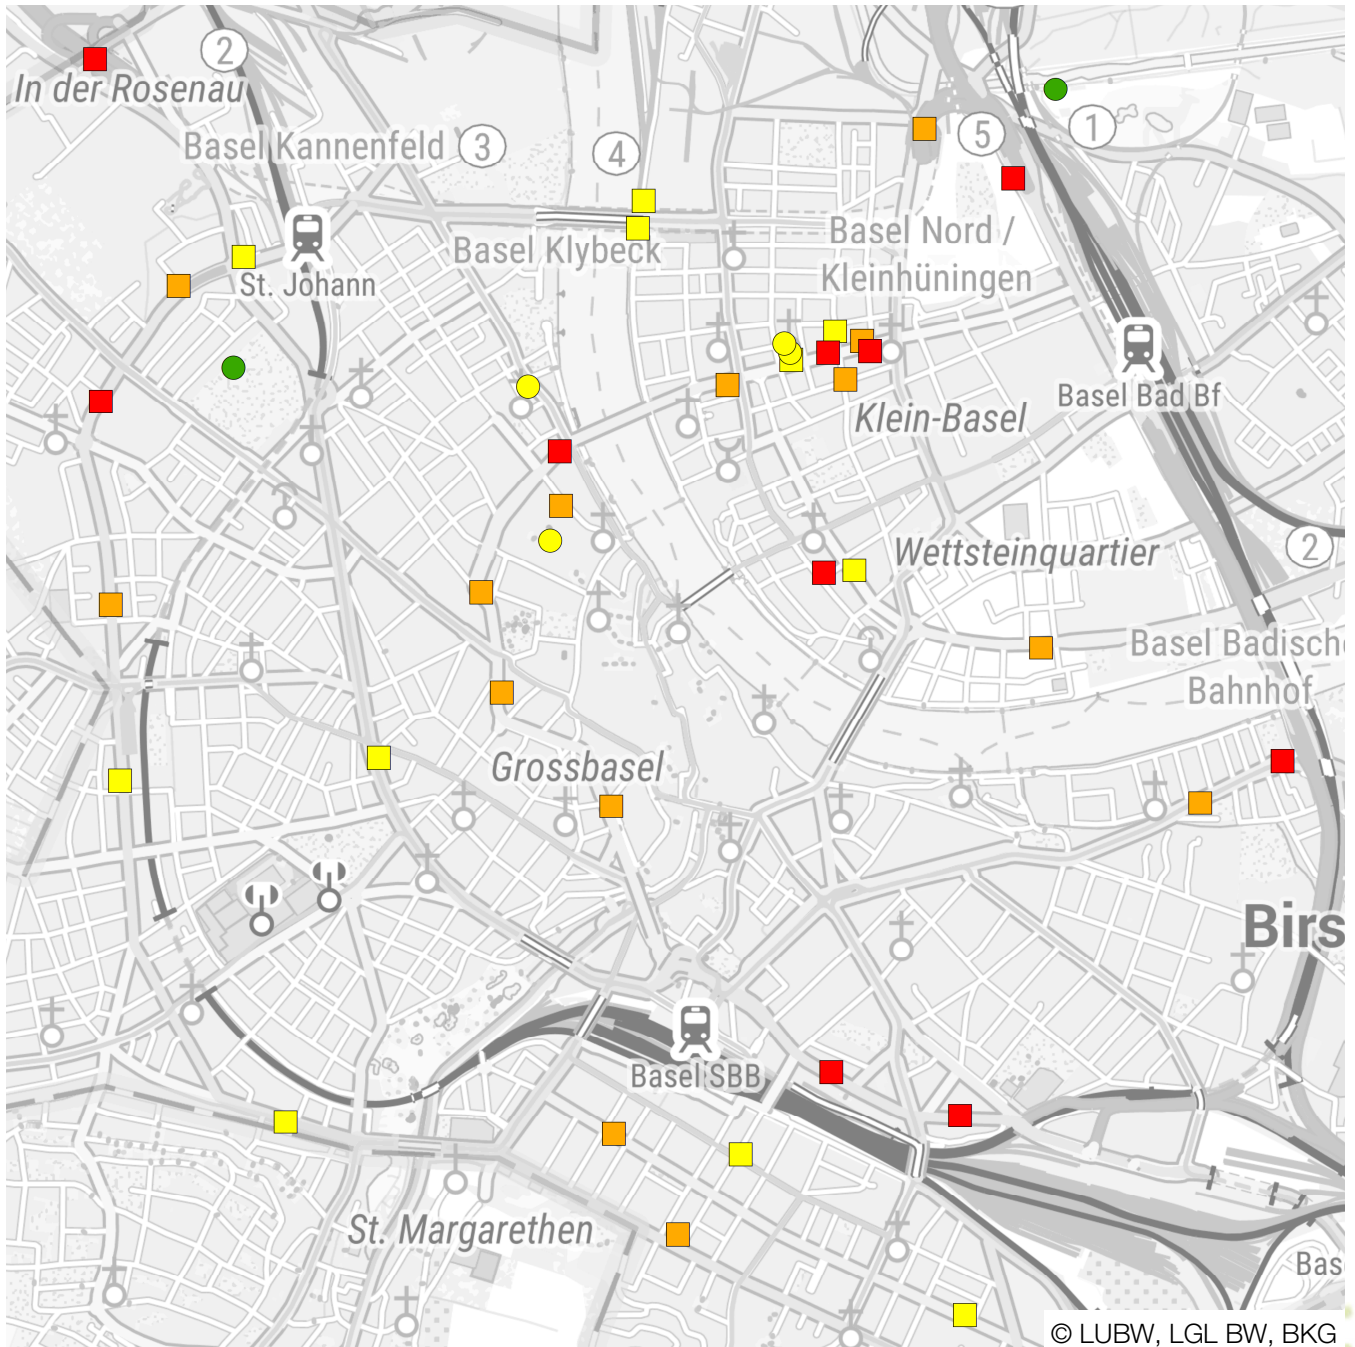 2
In der Rosenau
1
Basel Kannenfeld
3
4
5
Basel Nord /
Kleinhüningen
Basel Klybeck
St. Johann
Basel Bad Bf
Klein-Basel
Wettsteinquartier
2
Basel Badische
Bahnhof
Grossbasel
Birs
Basel SBB
St. Margarethen
Bas
© LUBW, LGL BW, BKG